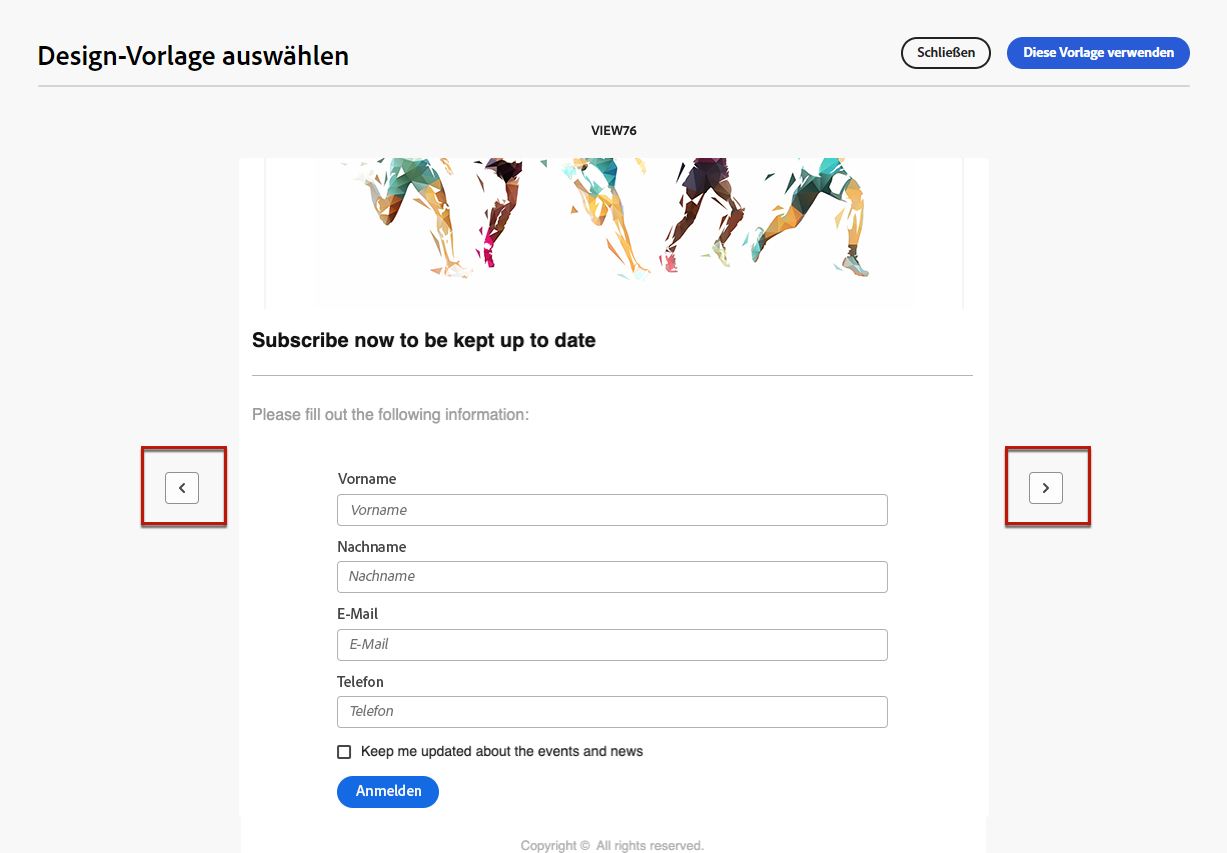 Design-Vorlage auswählen
Schließen
Diese Vorlage verwenden
VIEW76
Subscribe now to be kept up to date
Please fill out the following information:
Vorname
Vorname
Nachname
Nachname
E-Mail
E-Mail
Telefon
Telefon
Keep me updated about the events and news
Anmelden
Copyright © All rights reserved.